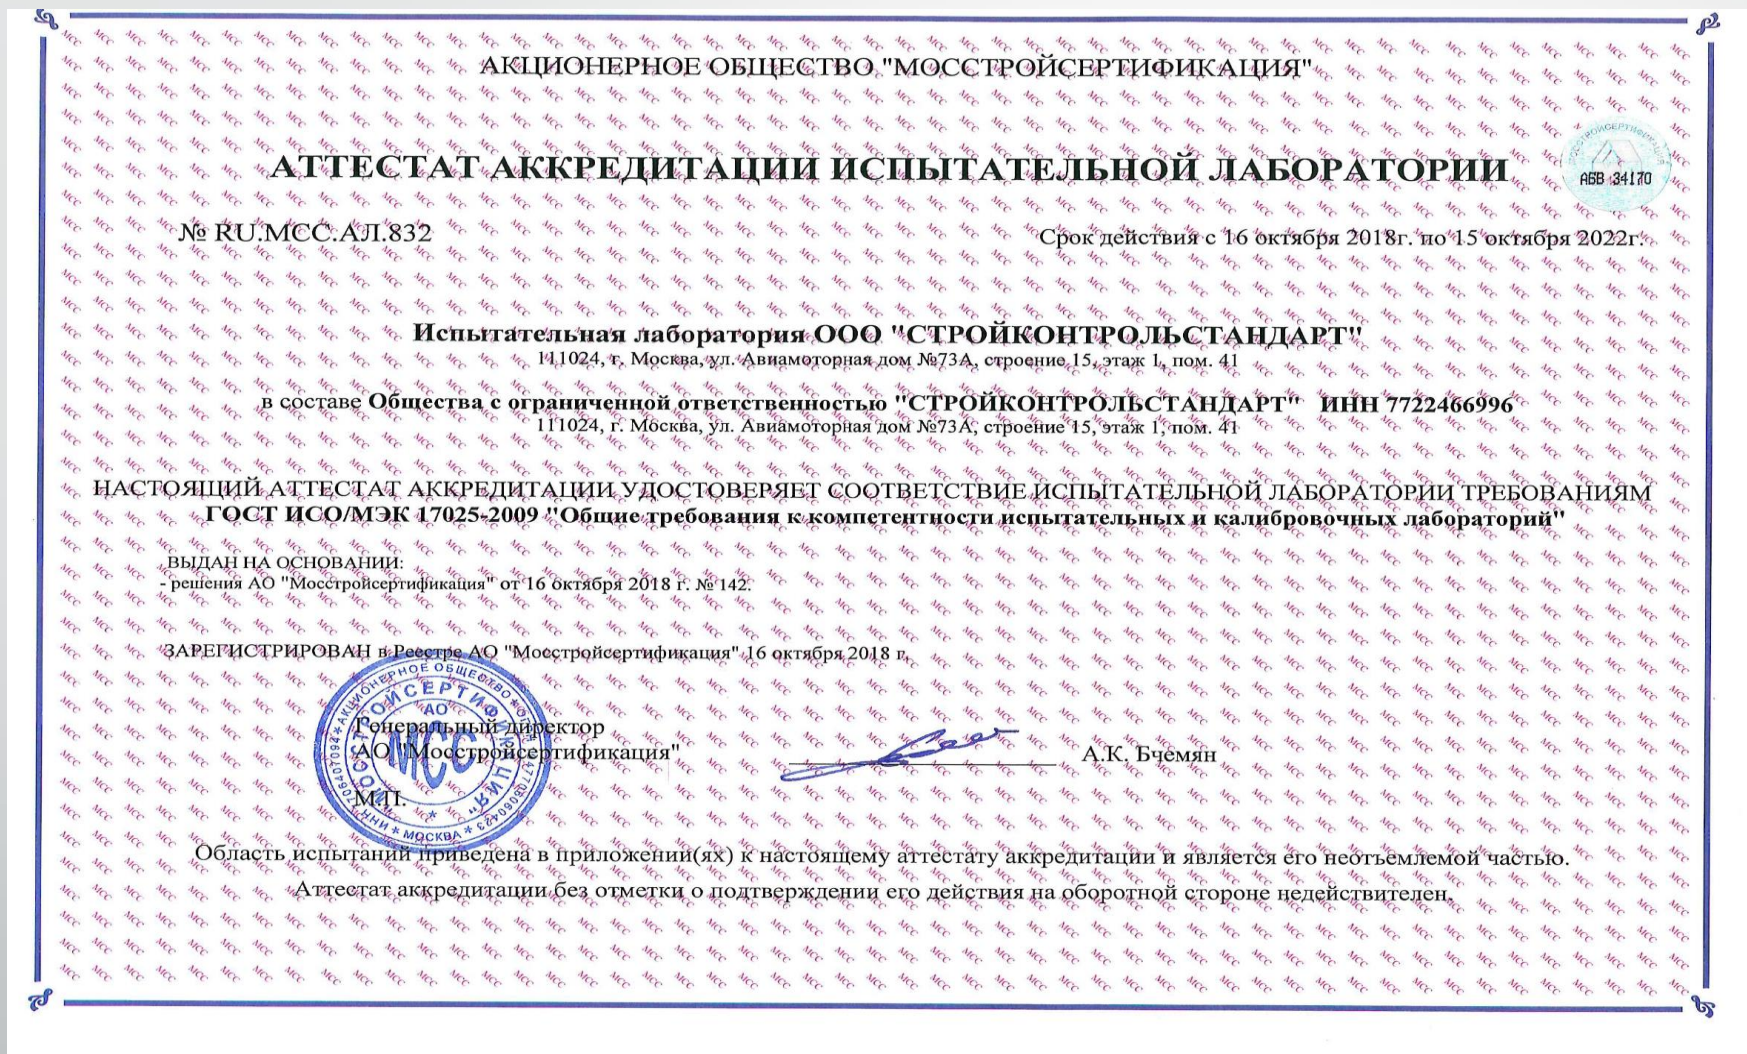 АКЦИОНЕРНОЕ ОБЩЕСТВО "МОССТРОЙСЕРТИФИКАЦИЯ"
АТТЕСТАТ АККРЕДИТАЦИИ ИСПЫТАТЕЛЬНОЙ ЛАБОРАТОРИИ
АБВ 34170
№ RU.МСС.АЛ.832
Срок действия с 16 октября 2018г. по 15 октября 2022г.
Испытательная лаборатория ООО "СТРОЙКОНТРОЛЬСТАНДАРТ"
111024, г. Москва, ул. Авиамоторная дом №73А, строение 15, этаж 1, пом. 41
в составе Общества с ограниченной ответственностью "СТРОЙКОНТРОЛЬСТАНДАРТ" ИНН 7722466996
111024, г. Москва, ул. Авиамоторная дом №73А, строение 15, этаж 1, пом. 41
НАСТОЯЩИЙ АТТЕСТАТ АККРЕДИТАЦИИ УДОСТОВЕРЯЕТ СООТВЕТСТВИЕ ИСПЫТАТЕЛЬНОЙ ЛАБОРАТОРИИ ТРЕБОВАНИЯМ
ГОСТ ИСО/МЭК 17025-2009 "Общие требования к компетентности испытательных и калибровочных лабораторий"
ВЫДАН НА ОСНОВАНИИ:
- решения АО "Мосстройсертификация" от 16 октября 2018 г. № 142.
ЗАРЕГИСТРИРОВАН в Реестре АО "Мосстройсертификация" 16 октября 2018 г.
АКЦИОНЕРНОЕ ОБЩЕСТВО
"МОССТРОЙСЕРТИФИКАЦИЯ"
АО
МСС
МОСКВА
Генеральный директор
АО "Мосстройсертификация"
А.К. Бчемян
М.П.
Область испытаний приведена в приложении(ях) к настоящему аттестату аккредитации и является его неотъемлемой частью.
Аттестат аккредитации без отметки о подтверждении его действия на оборотной стороне недействителен.